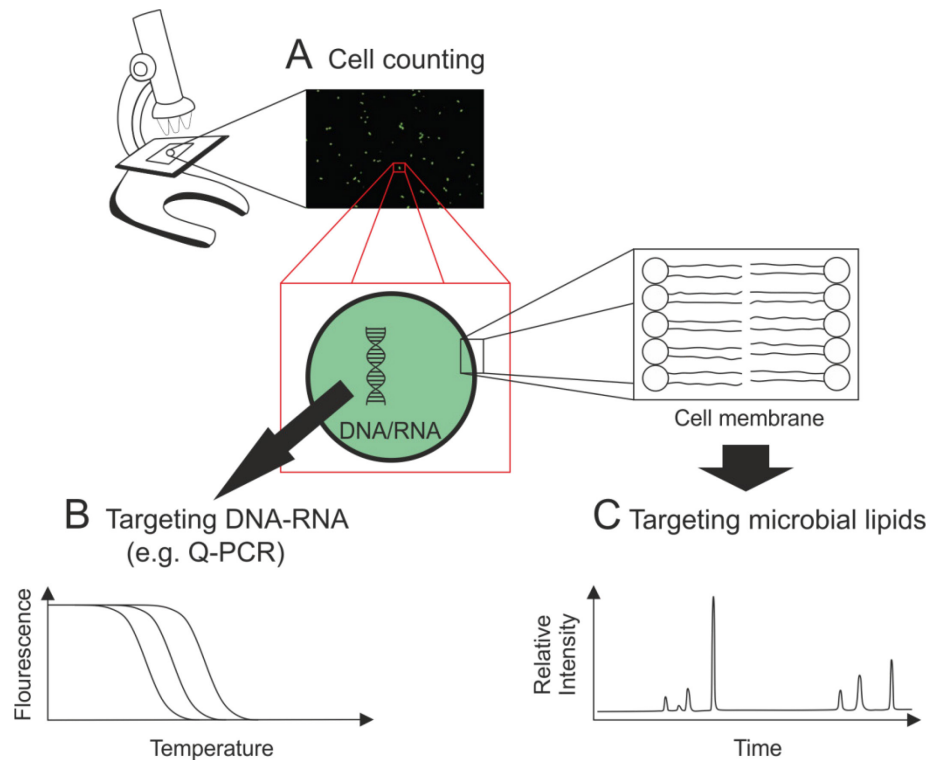 A Cell counting
DNA/RNA
Cell membrane
B Targeting DNA-RNA
(e.g. Q-PCR)
Flourescence
Temperature
C Targeting microbial lipids
Relative
Intensity
Time